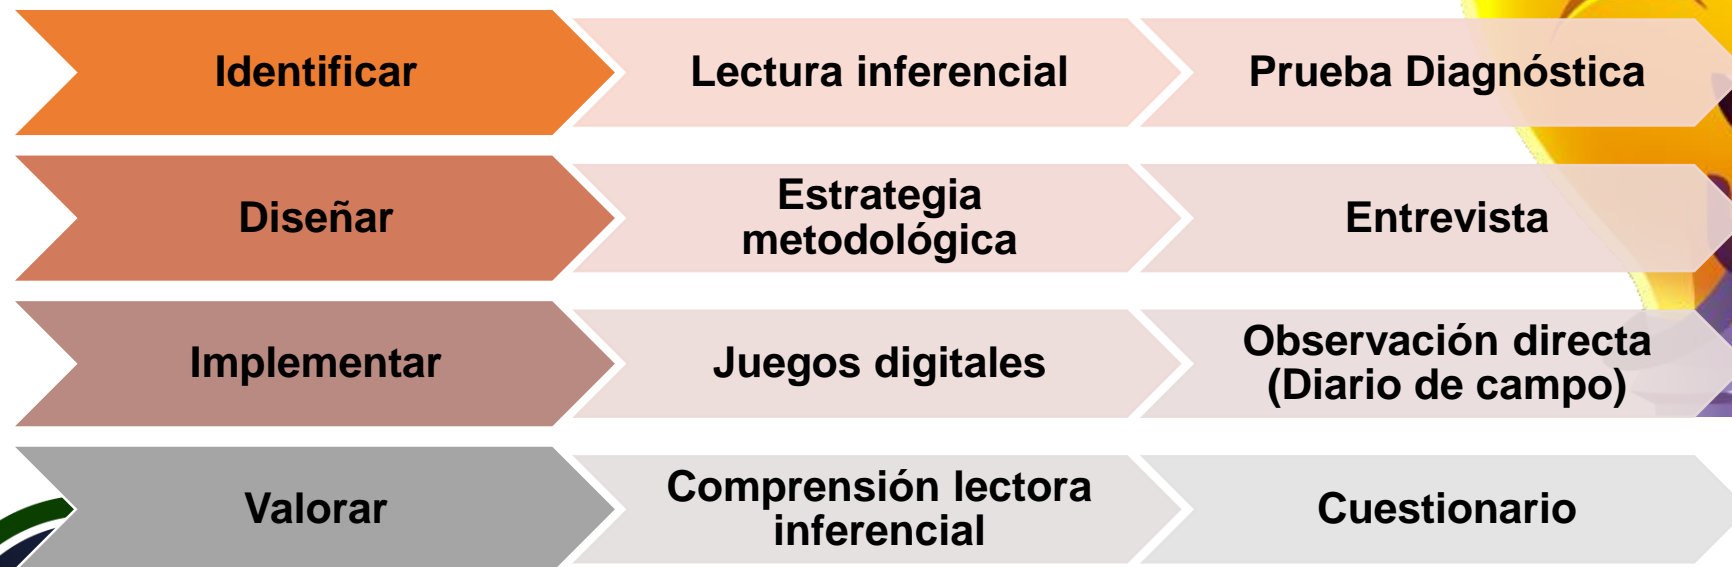 Identificar
Lectura inferencial
Prueba Diagnóstica
Diseñar
Estrategia
metodológica
Entrevista
Implementar
Juegos digitales
Observación directa
(Diario de campo)
Valorar
Comprensión lectora
inferencial
Cuestionario